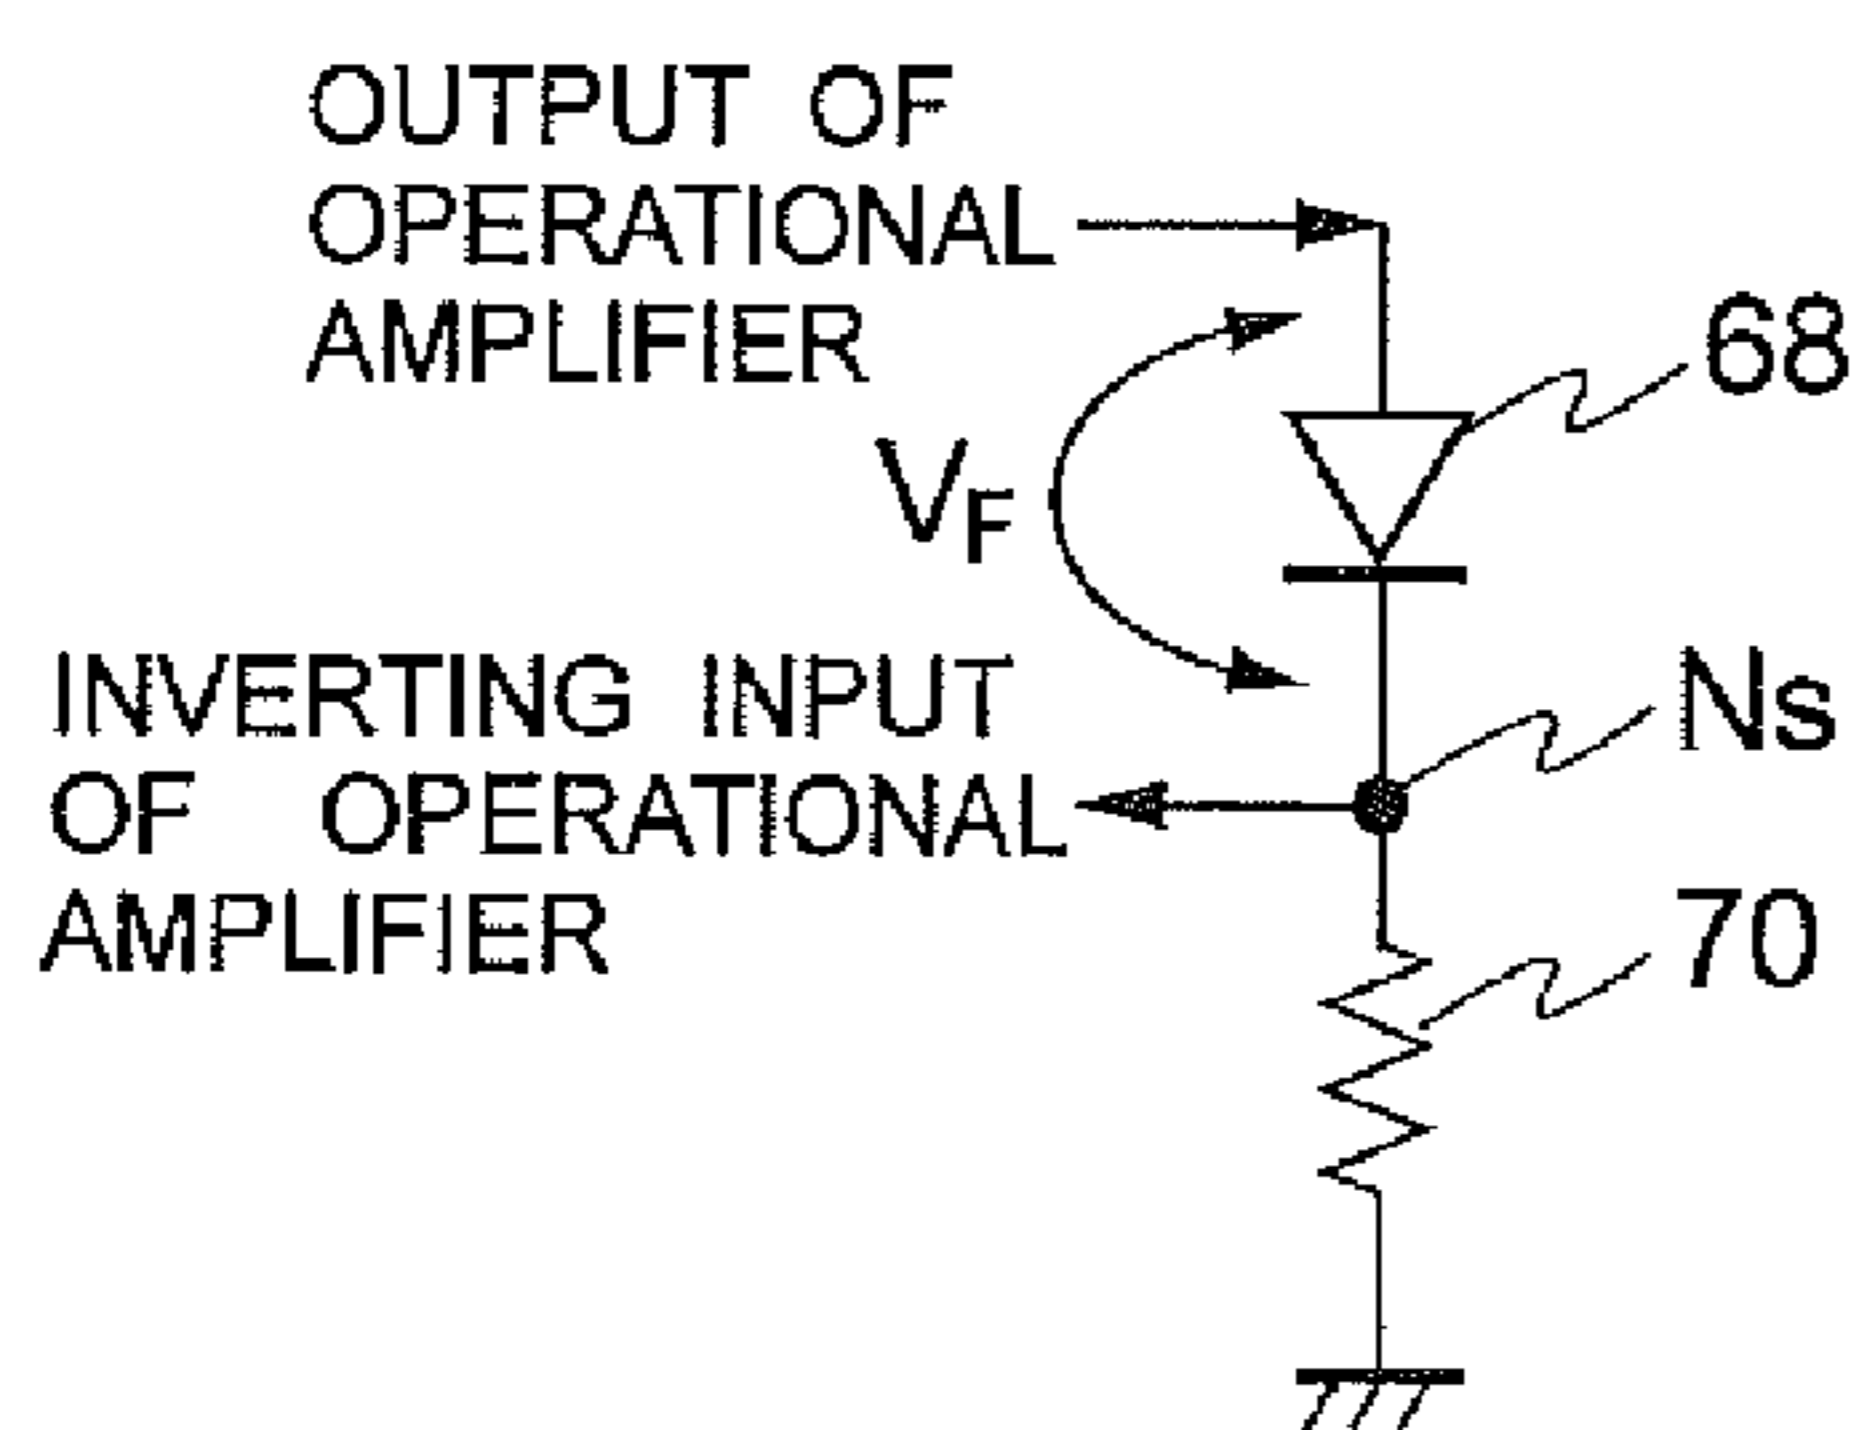 OUTPUT OF
OPERATIONAL
AMPLIFIER
68
VF
INVERTING INPUT
OF OPERATIONAL
AMPLIFIER
Ns
70